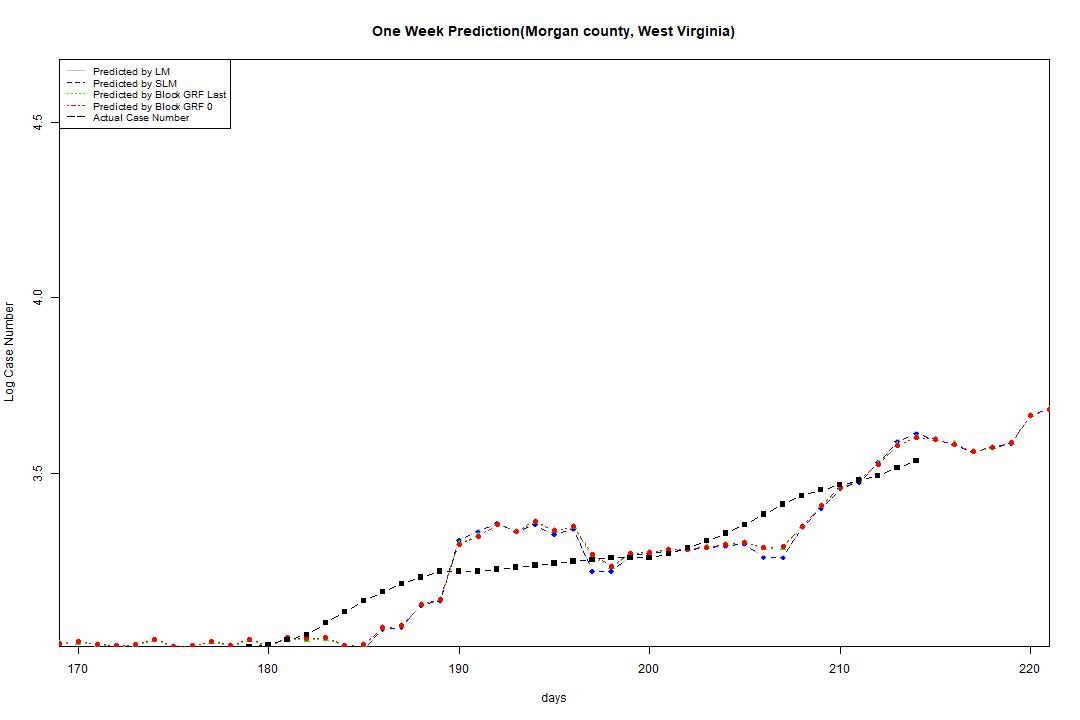 One Week Prediction(Morgan county, West Virginia)
Predicted by LM
Predicted by SLM
Predicted by Block GRF Last
Predicted by Block GRF 0
Actual Case Number
4.5
4.0
3.5
Log Case Number
170 180 190 200 210 220
days